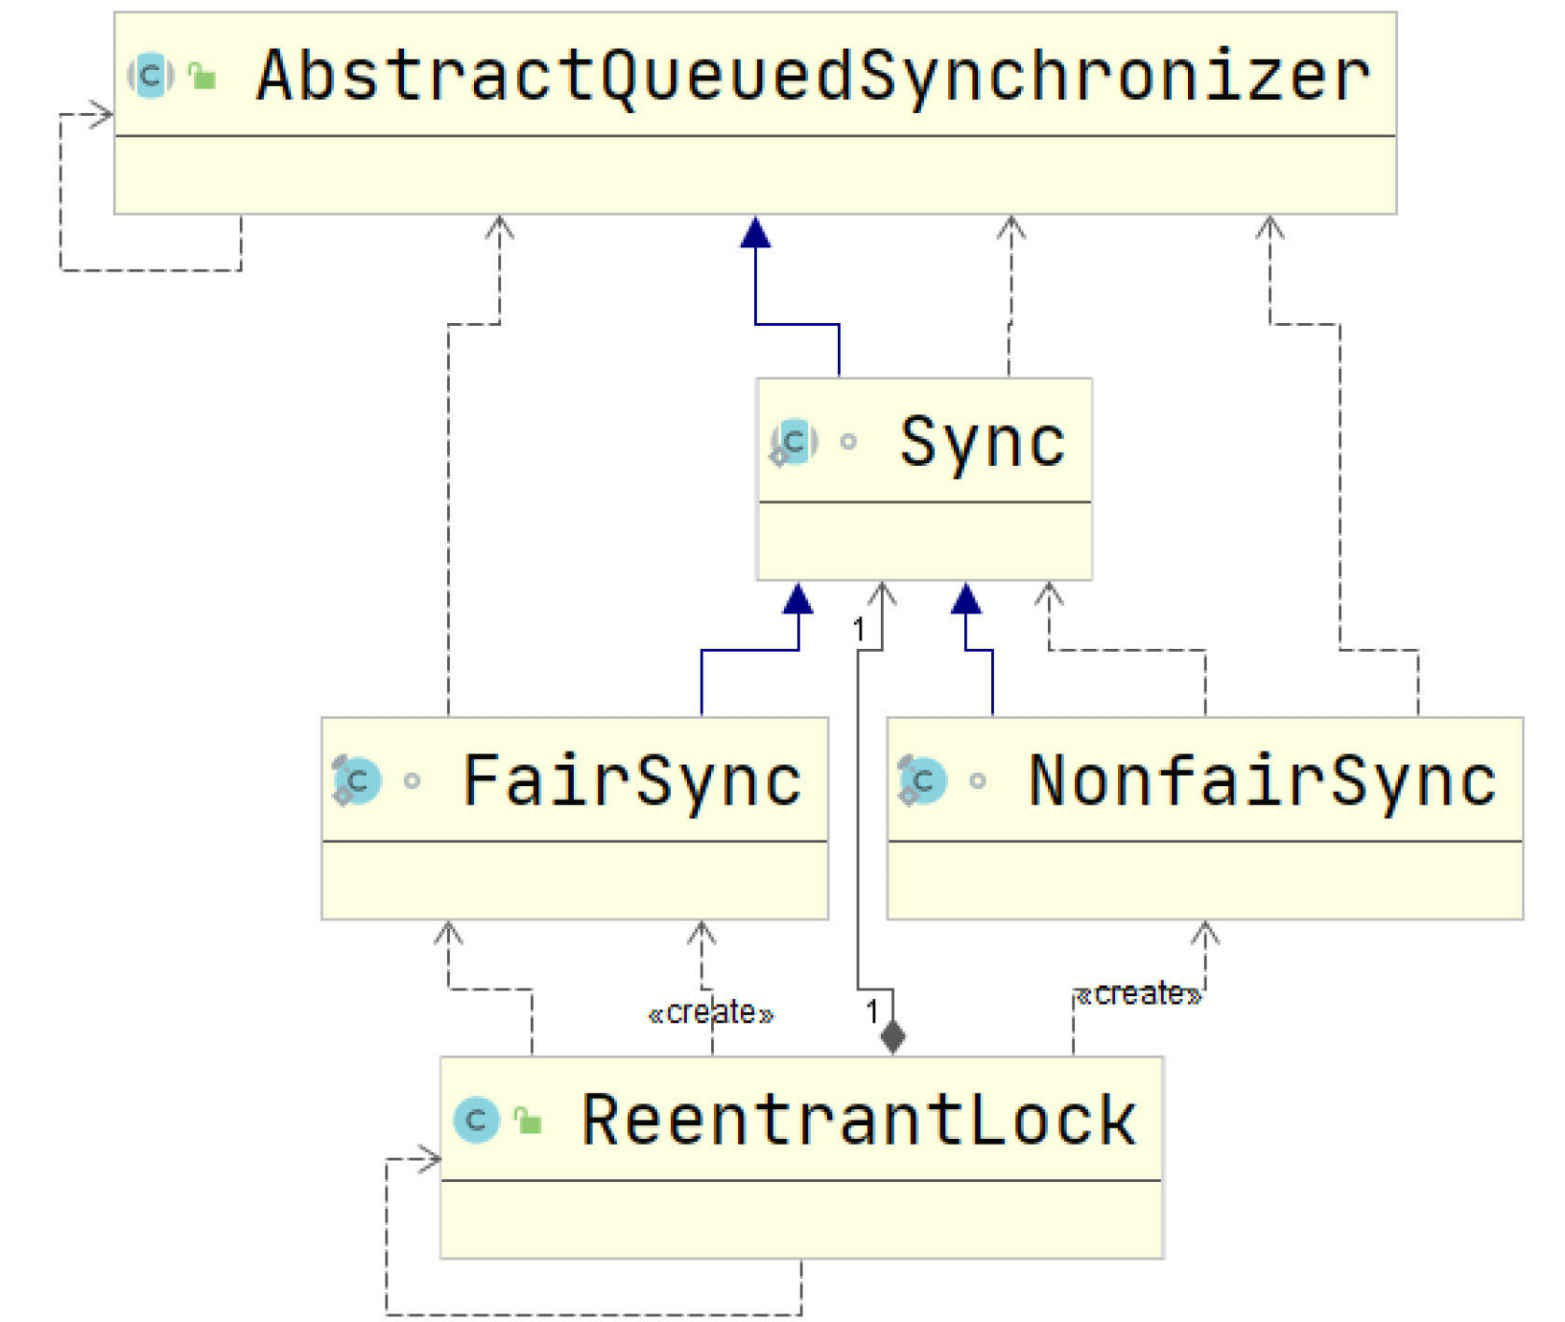 AbstractQueuedSynchronizer
Sync
1
FairSync
NonfairSync
«create»
1
«create»
ReentrantLock